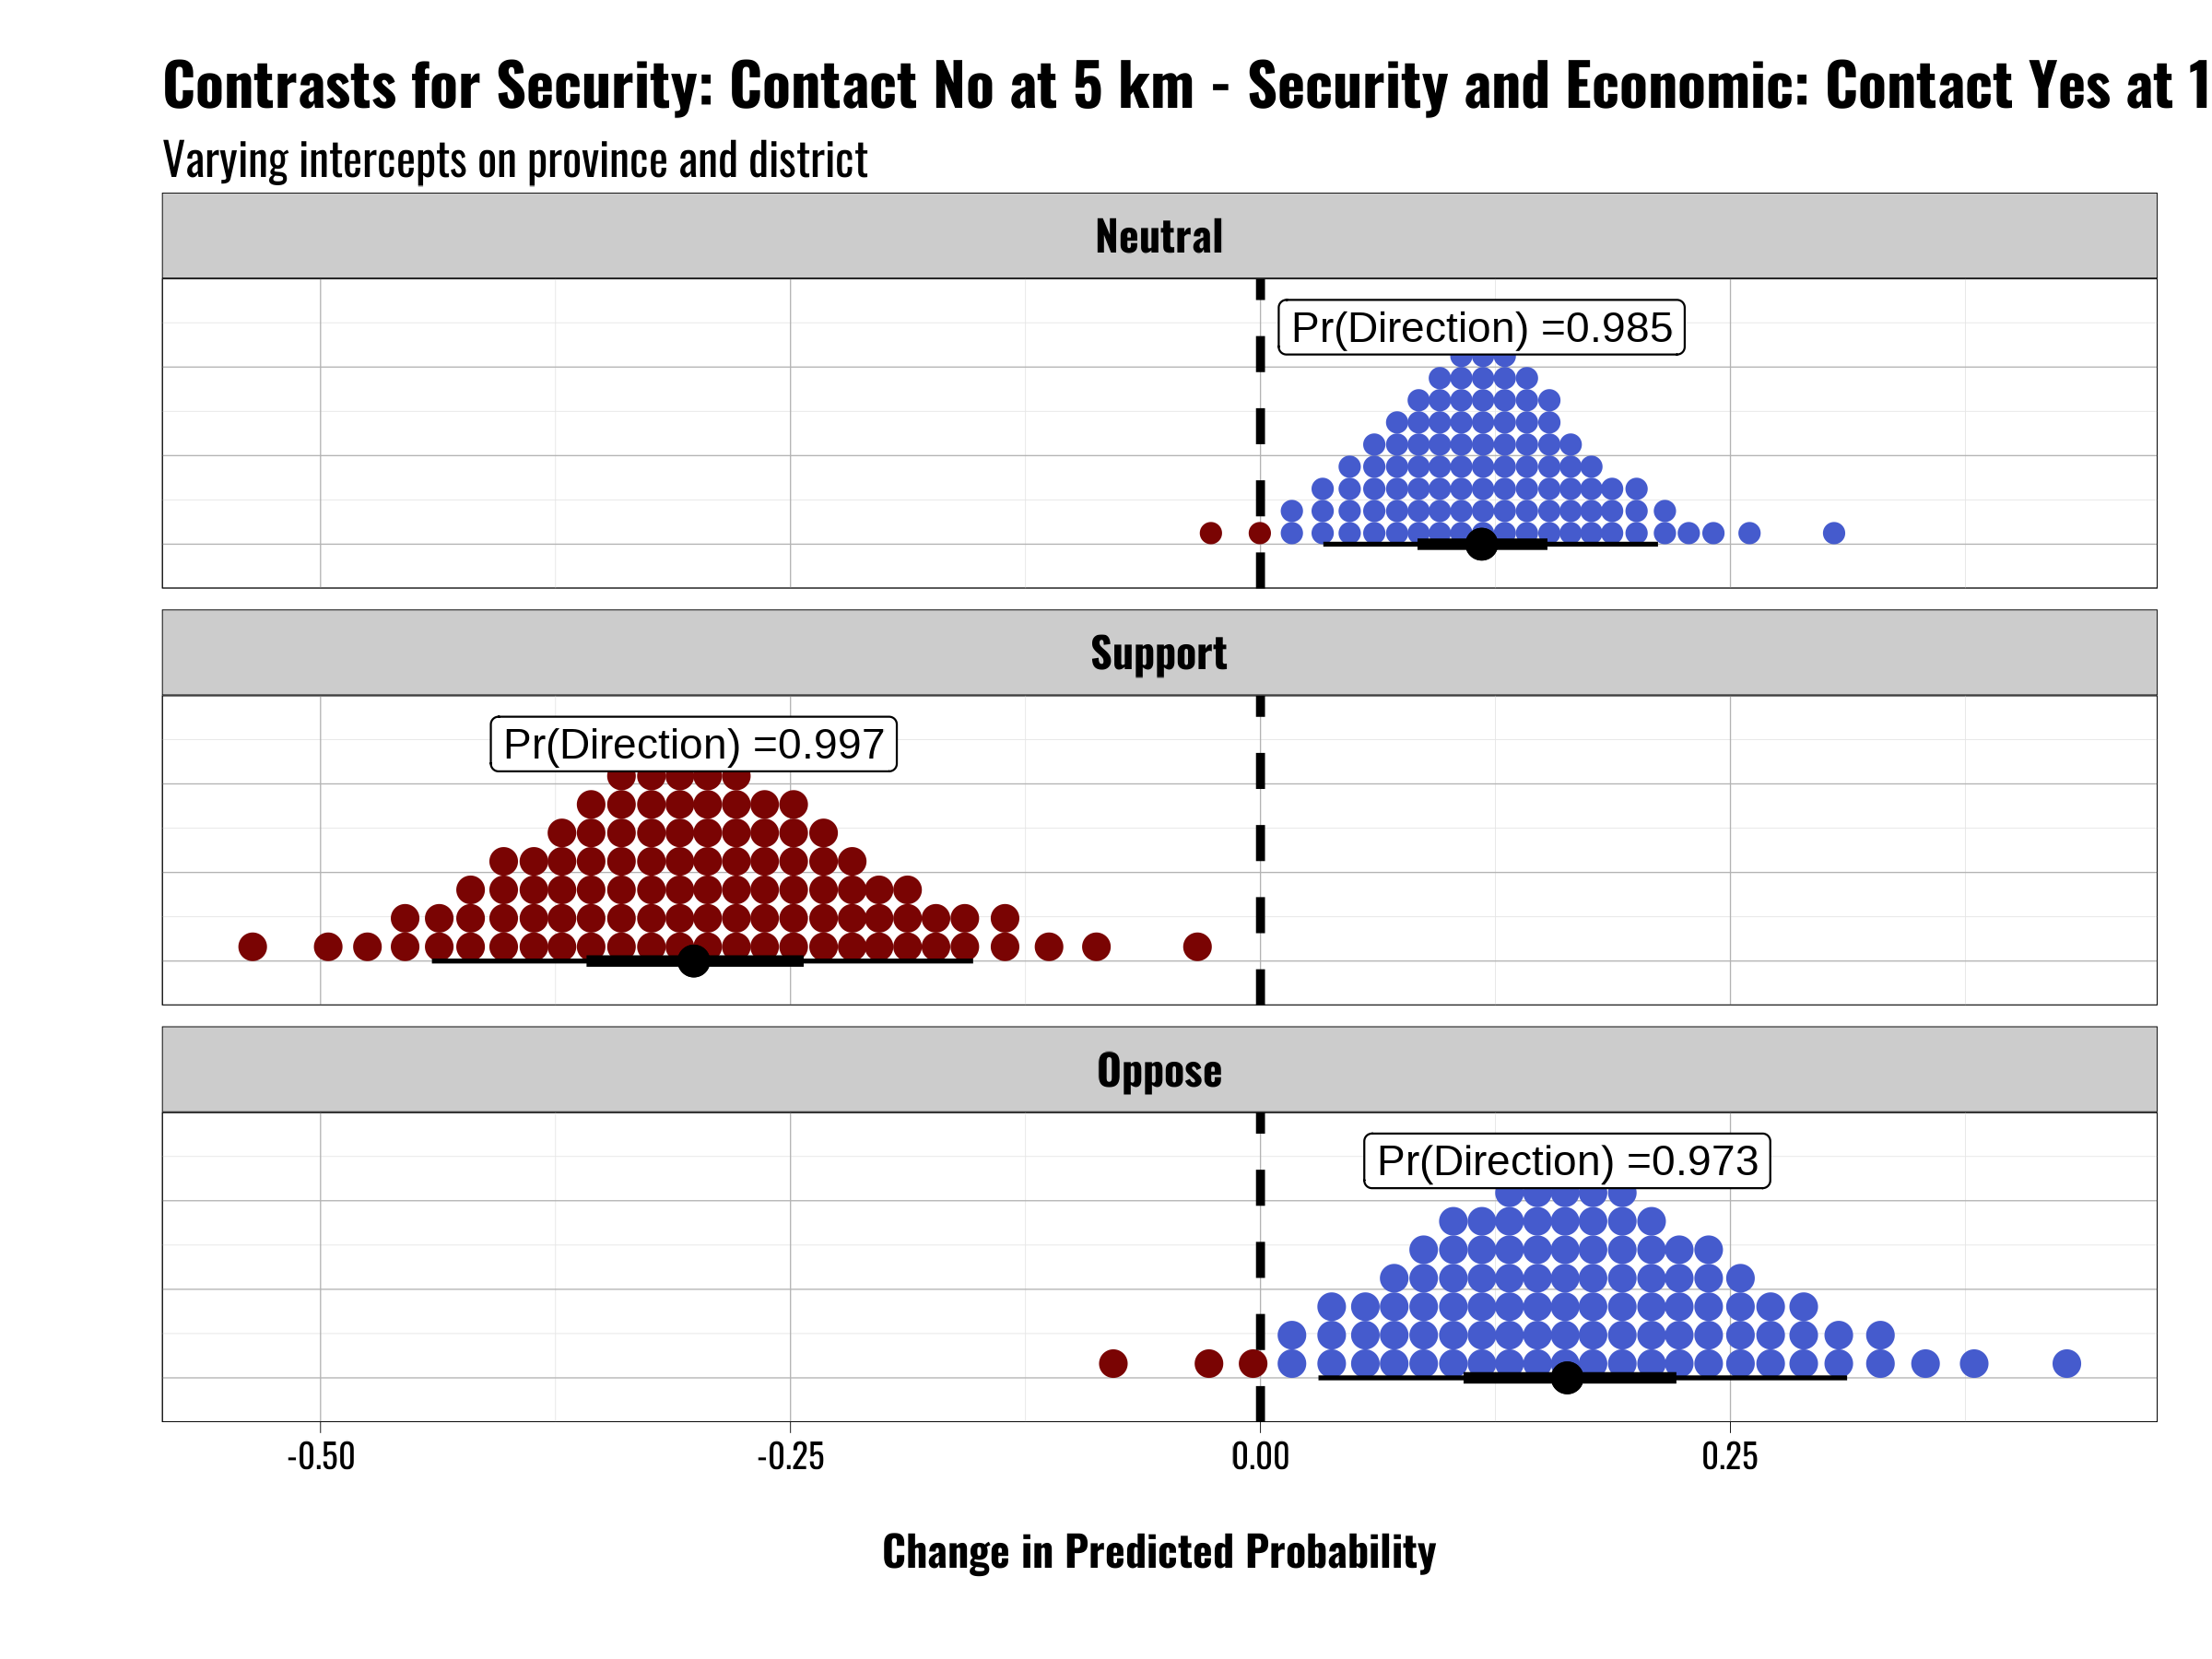 Contrasts for Security: Contact No at 5 km - Security and Economic: Contact Yes at 1
Varying intercepts on province and district
Neutral
Pr(Direction) =0.985
Support
Pr(Direction) =0.997
Oppose
Pr(Direction) =0.973
-0.50 -0.25 0.00 0.25
Change in Predicted Probability